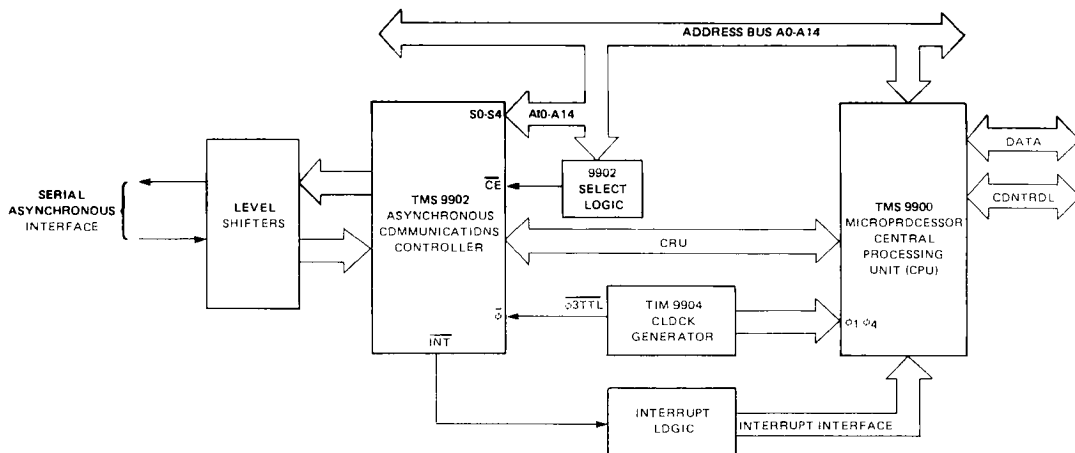 ADDRESS BUS A0-A14
S0-S4
A10-A14
9902
SELECT
LOGIC
CE
DATA
CONTROL
SERIAL
ASYNCHRONOUS
INTERFACE
LEVEL
SHIFTERS
TMS 9902
ASYNCHRONOUS
COMMUNICATIONS
CONTROLLER
TMS 9900
MICROPROCESSOR
CENTRAL
PROCESSING
UNIT (CPU)
CRU
ϕ3TTL
TIM 9904
CLOCK
GENERATOR
ϕ
ϕ1 ϕ4
INT
INTERRUPT
LOGIC
INTERRUPT INTERFACE